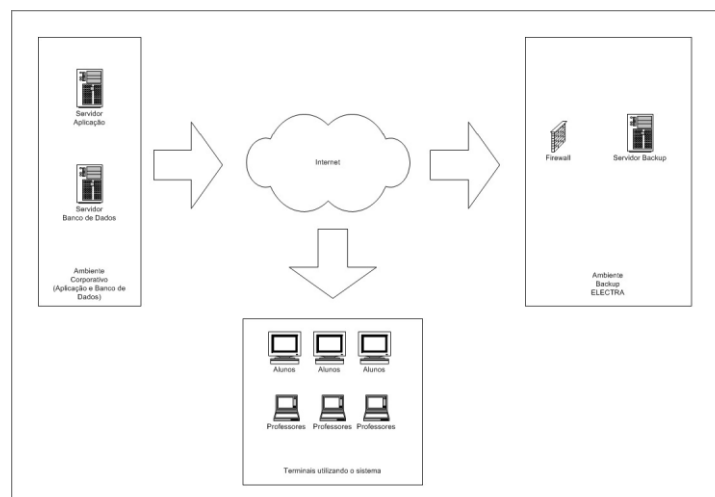 Servidor
Aplicação
Servidor
Banco de Dados
Ambiente
Corporativo
(Aplicação e Banco de
Dados)
Internet
Firewall
Servidor Backup
Ambiente
Backup
ELECTRA
Alunos
Alunos
Alunos
Professores
Professores
Professores
Terminais utilizando o sistema